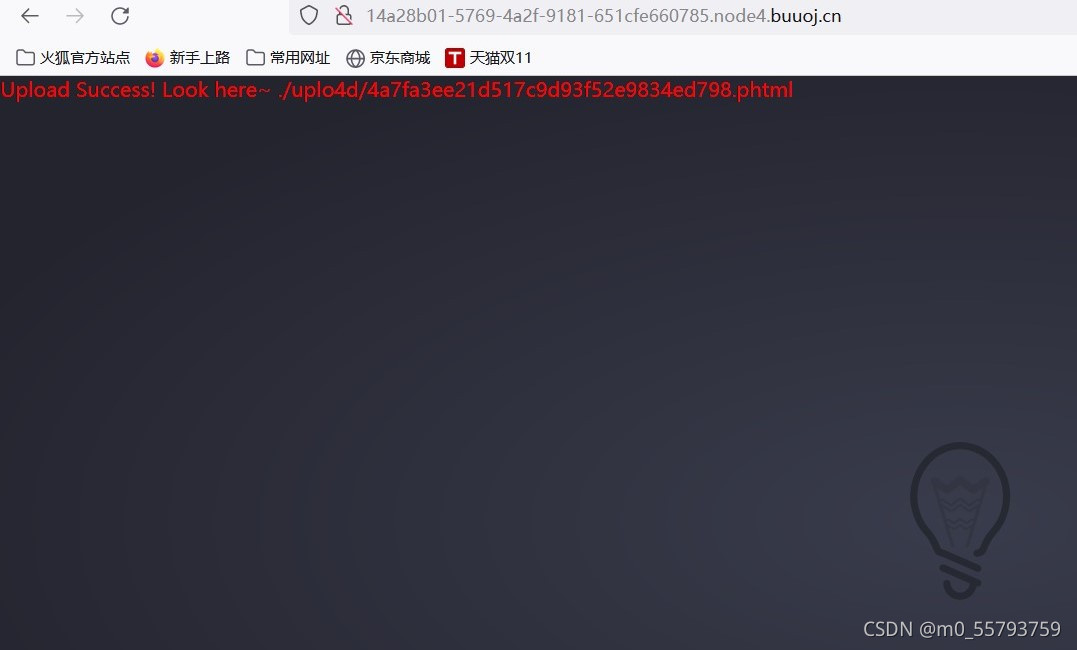 14a28b01-5769-4a2f-9181-651cfe660785.node4.buuoj.cn
火狐官方站点 新手上路 常用网址 京东商城 T 天猫双11
Upload Success! Look here~ ./uplo4d/4a7fa3ee21d517c9d93f52e9834ed798.phtml
CSDN @m0_55793759